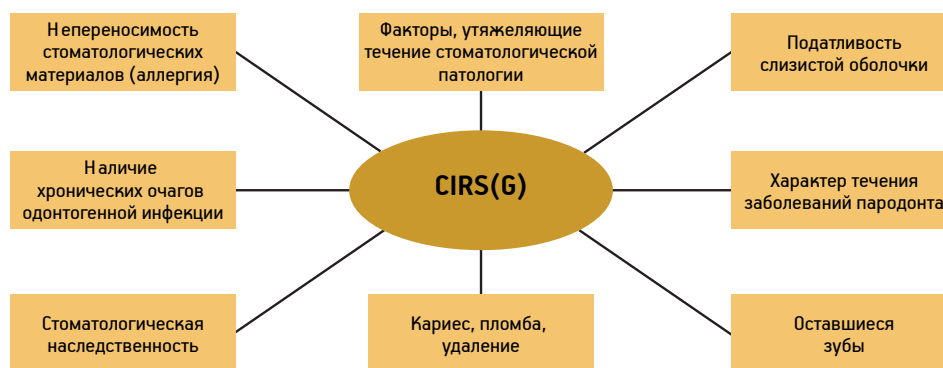 Непереносимость
стоматологических
материалов (аллергия)
Факторы, утяжеляющие
течение стоматологической
патологии
Податливость
слизистой оболочки
Наличие
хронических очагов
одонтогенной инфекции
CIRS(G)
Характер течения
заболеваний пародонта
Стоматологическая
наследственность
Кариес, пломба,
удаление
Оставшиеся
зубы